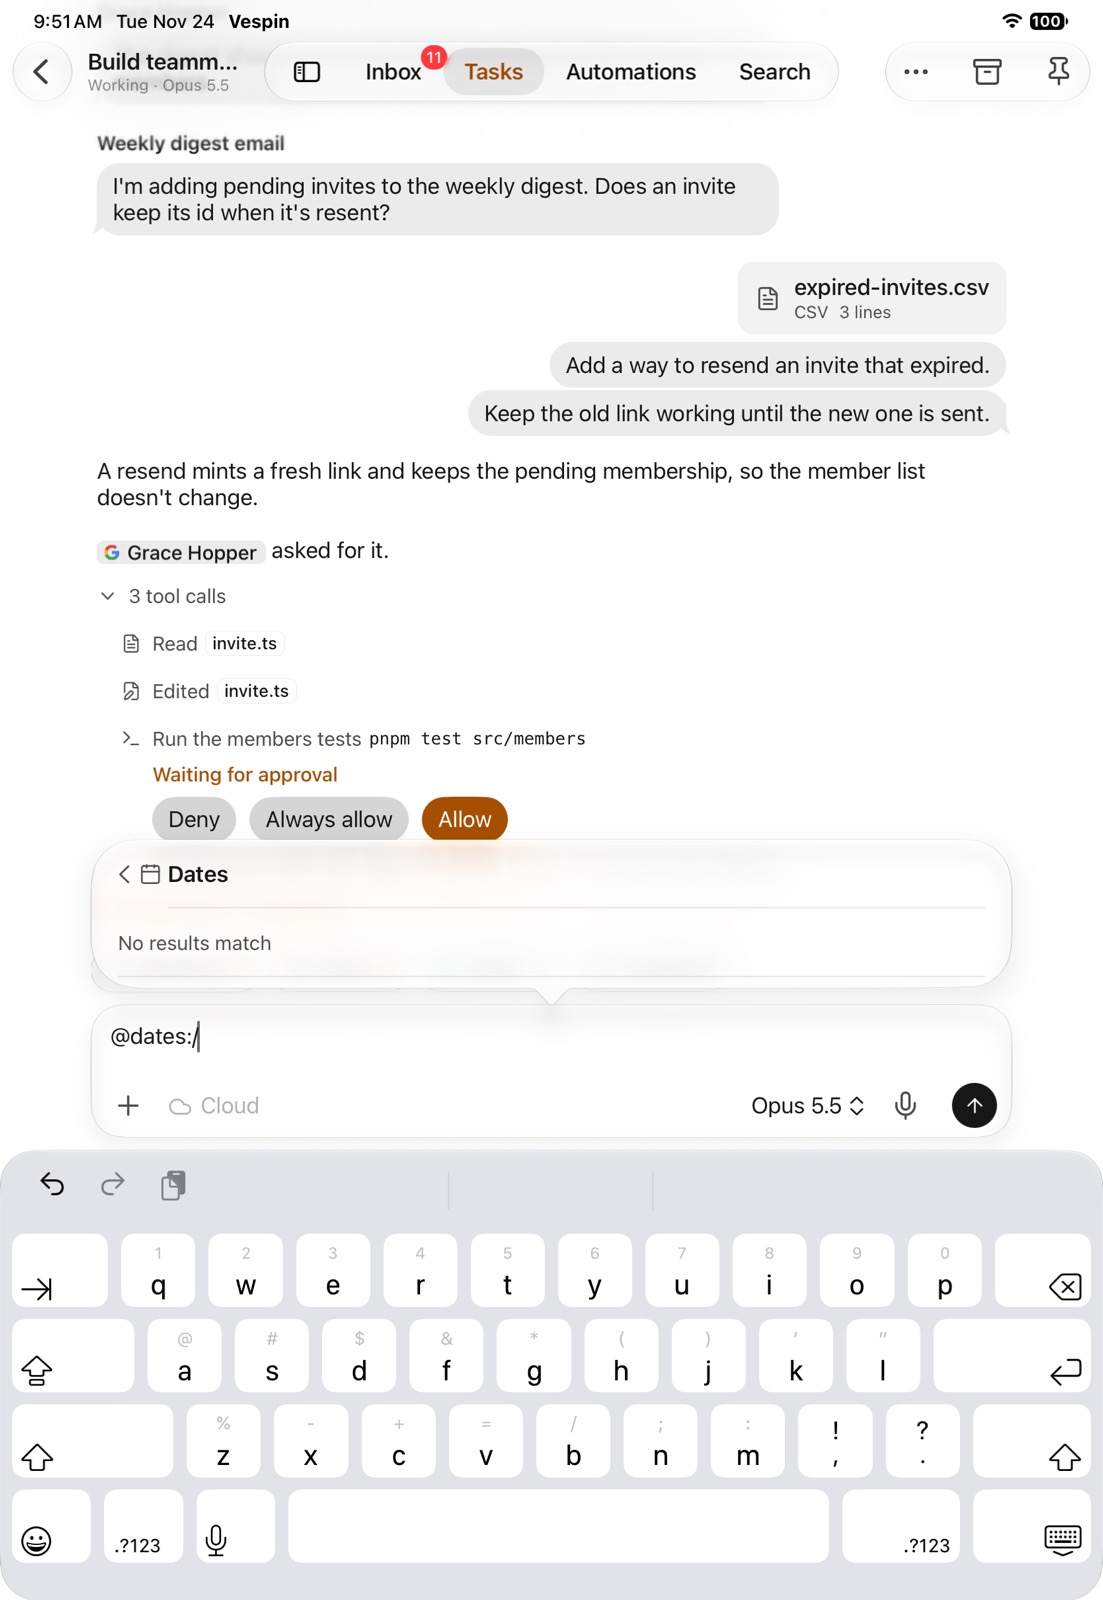 9:51 AM Tue Nov 24 Vespin
100
Build teamm...
Working · Opus 5.5
Inbox
11
Tasks
Automations
Search
Weekly digest email
I'm adding pending invites to the weekly digest. Does an invite
keep its id when it's resent?
expired-invites.csv
CSV 3 lines
Add a way to resend an invite that expired.
Keep the old link working until the new one is sent.
A resend mints a fresh link and keeps the pending membership, so the member list
doesn't change.
Grace Hopper asked for it.
3 tool calls
Read invite.ts
Edited invite.ts
Run the members tests pnpm test src/members
Waiting for approval
Deny
Always allow
Allow
Dates
No results match
@dates:/
Cloud
Opus 5.5
1 2 3 4 5 6 7 8 9 0
q w e r t y u i o p
@ # $ & * ( ) ' "
a s d f g h j k l
% - + = / ; : ! ?
z x c v b n m , .
.?123
.?123